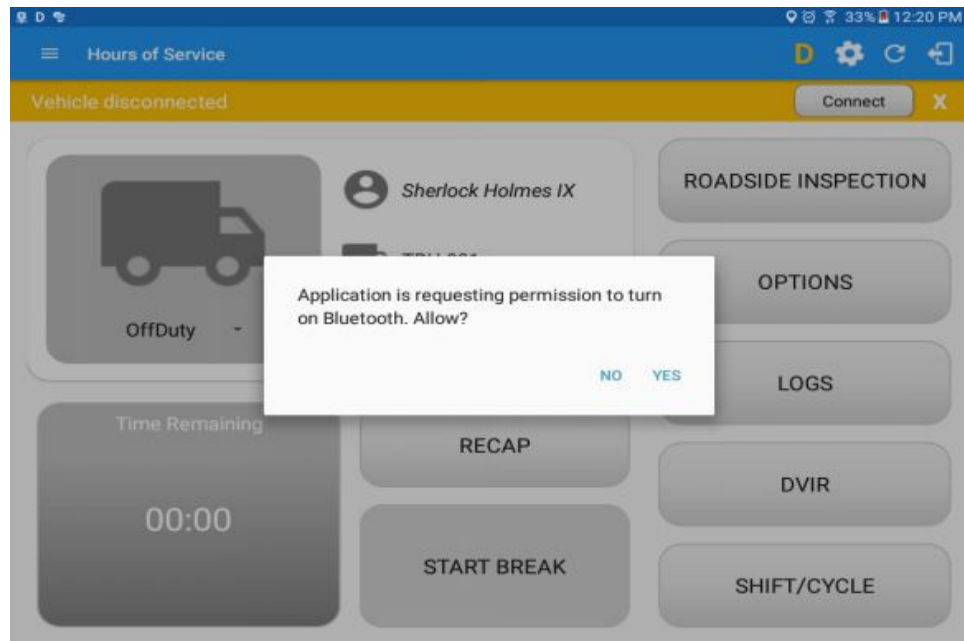 D 33% 12:20 PM
Hours of Service D
Vehicle disconnected Connect X
Sherlock Holmes IX
OffDuty
Application is requesting permission to turn
on Bluetooth. Allow?
NO YES
Time Remaining
00:00
RECAP
START BREAK
ROADSIDE INSPECTION
OPTIONS
LOGS
DVIR
SHIFT/CYCLE